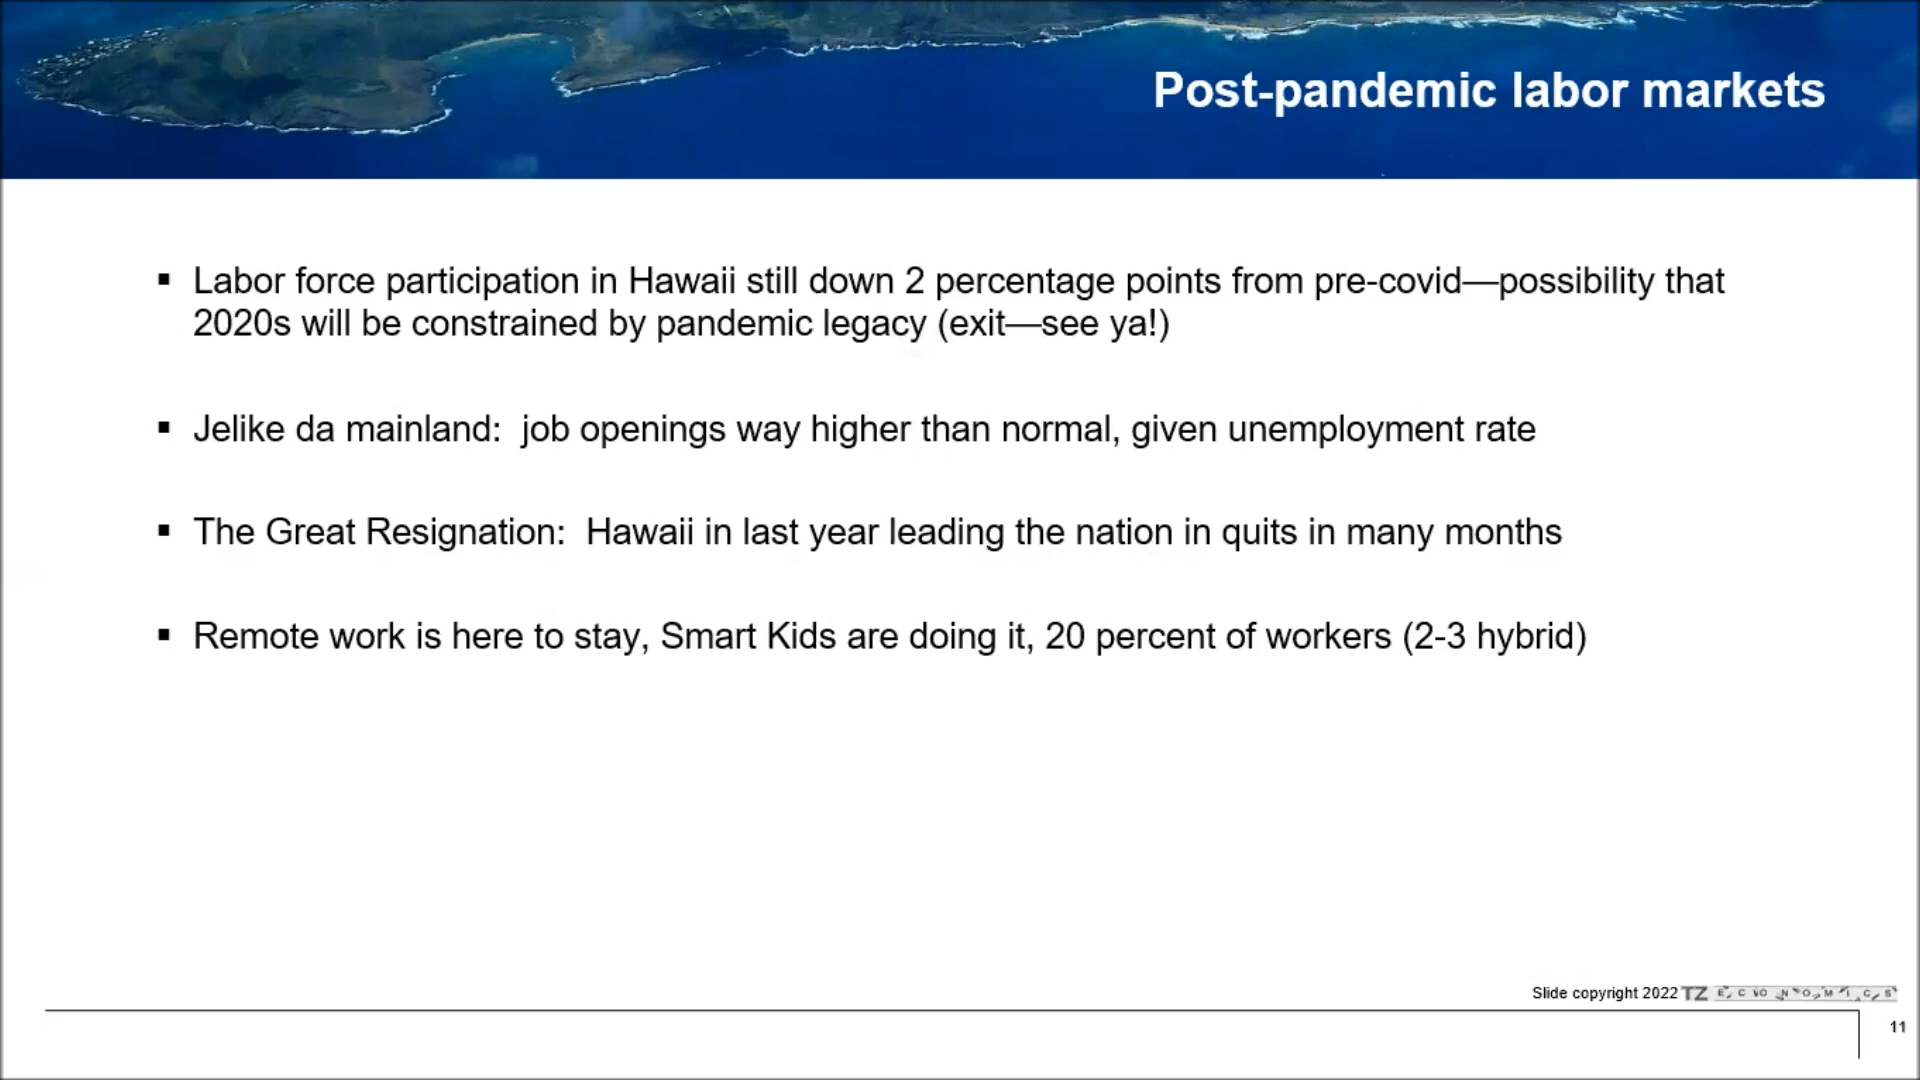 Post-pandemic labor markets
▪ Labor force participation in Hawaii still down 2 percentage points from pre-covid—possibility that
2020s will be constrained by pandemic legacy (exit—see ya!)
▪ Jelike da mainland:  job openings way higher than normal, given unemployment rate
▪ The Great Resignation:  Hawaii in last year leading the nation in quits in many months
▪ Remote work is here to stay, Smart Kids are doing it, 20 percent of workers (2-3 hybrid)
Slide copyright 2022 TZ ECONOMICS
11